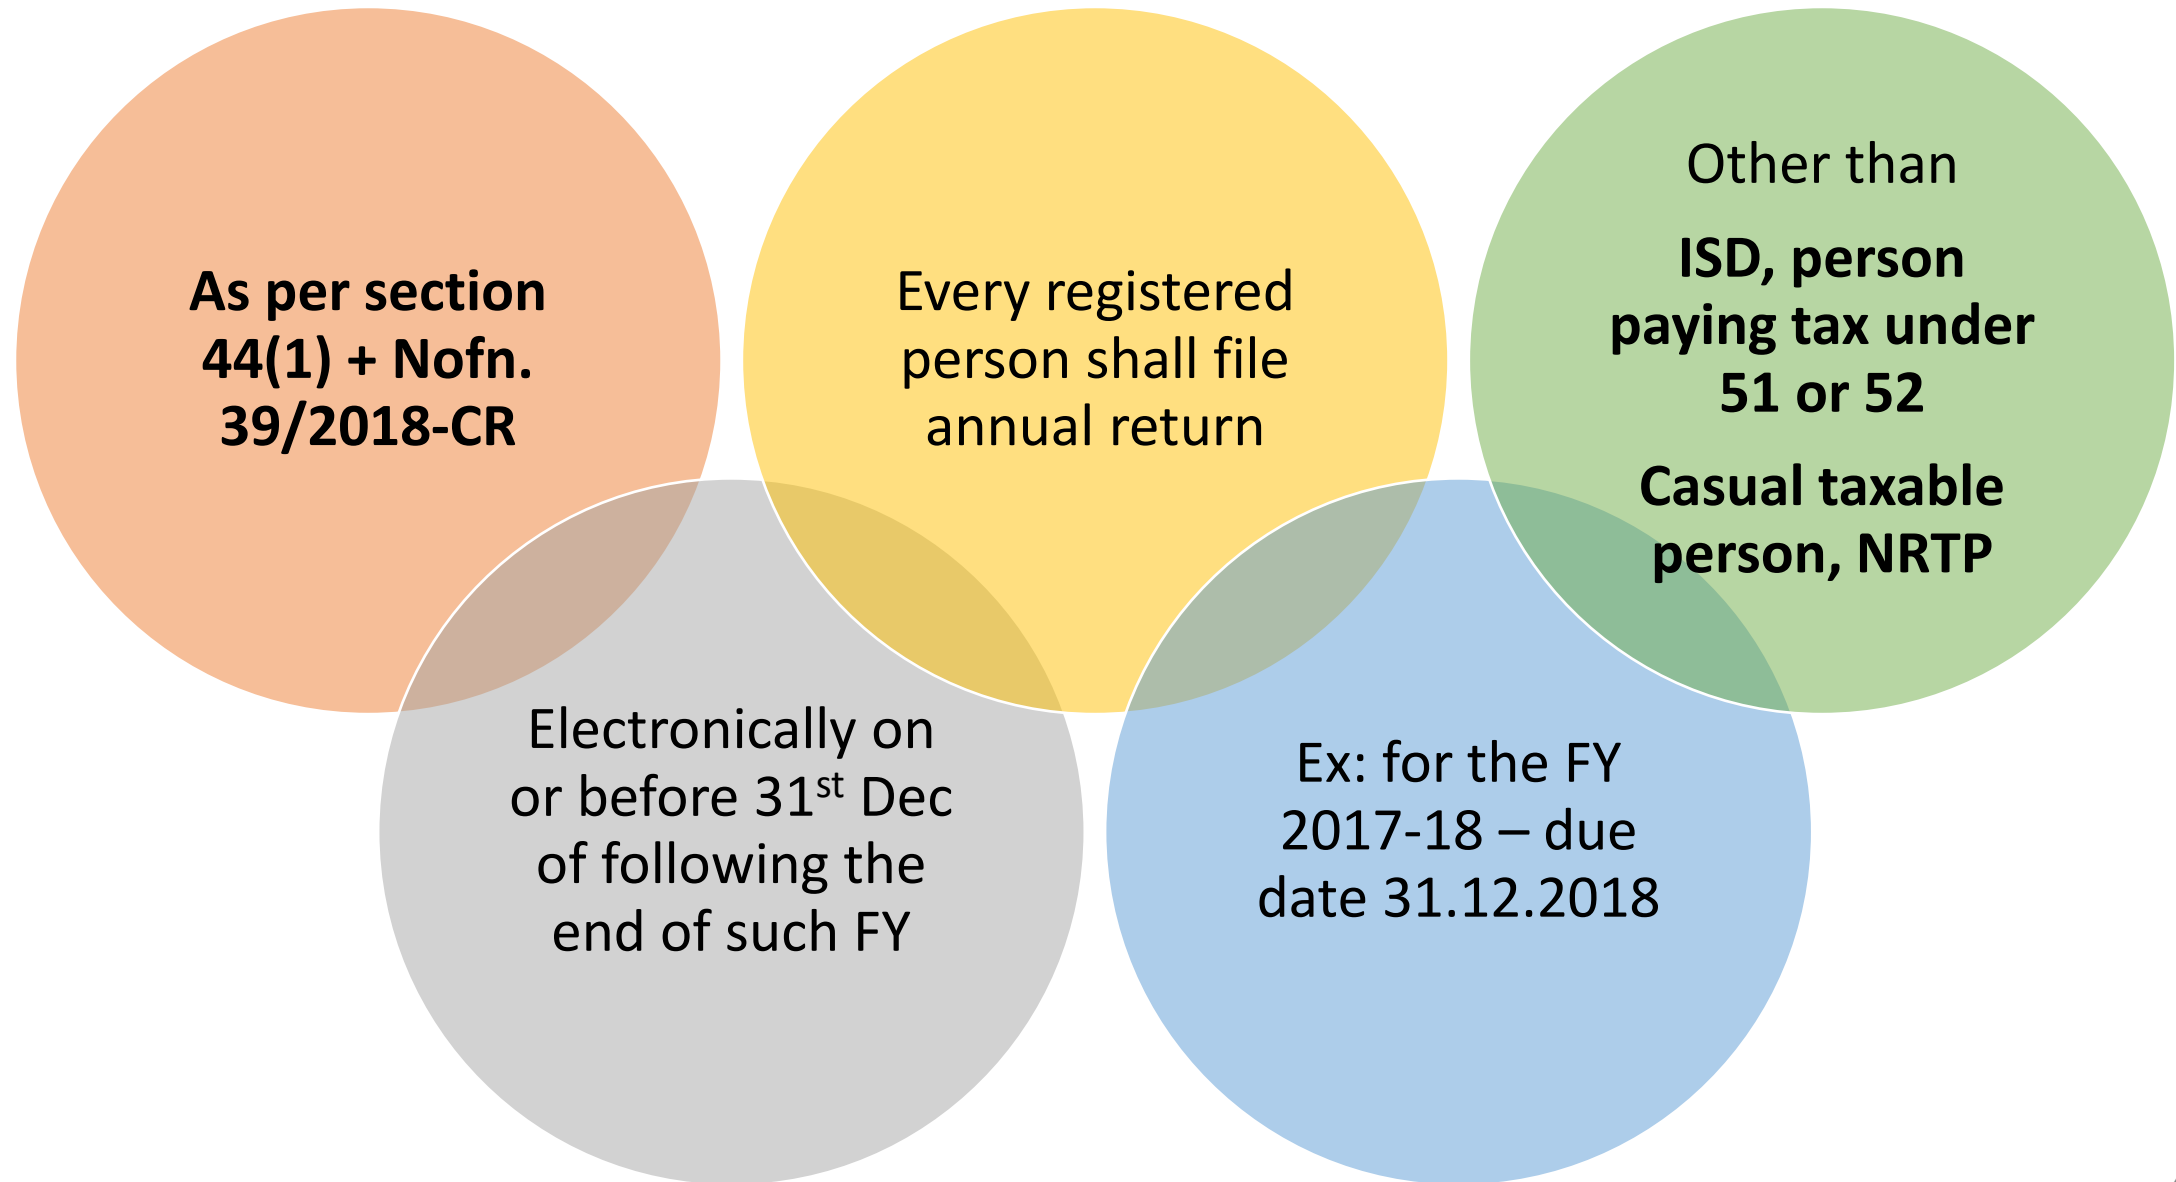 As per section
44(1) + Nofn.
39/2018-CR
Electronically on
or before 31st Dec
of following the
end of such FY
Every registered
person shall file
annual return
Ex: for the FY
2017-18 – due
date 31.12.2018
Other than
ISD, person
paying tax under
51 or 52
Casual taxable
person, NRTP